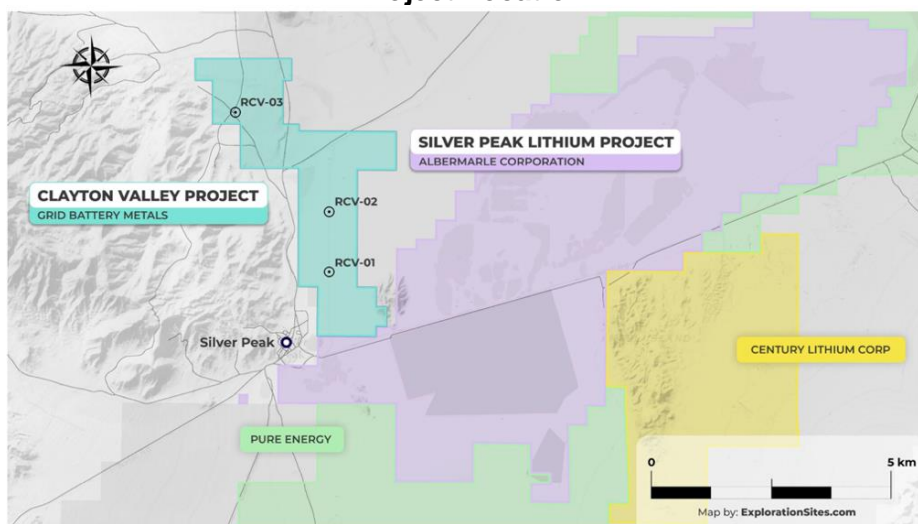 RCV-03
SILVER PEAK LITHIUM PROJECT
ALBERMARLE CORPORATION
CLAYTON VALLEY PROJECT
GRID BATTERY METALS
RCV-02
RCV-01
Silver Peak
CENTURY LITHIUM CORP
PURE ENERGY
0 5 km
Map by: ExplorationSites.com